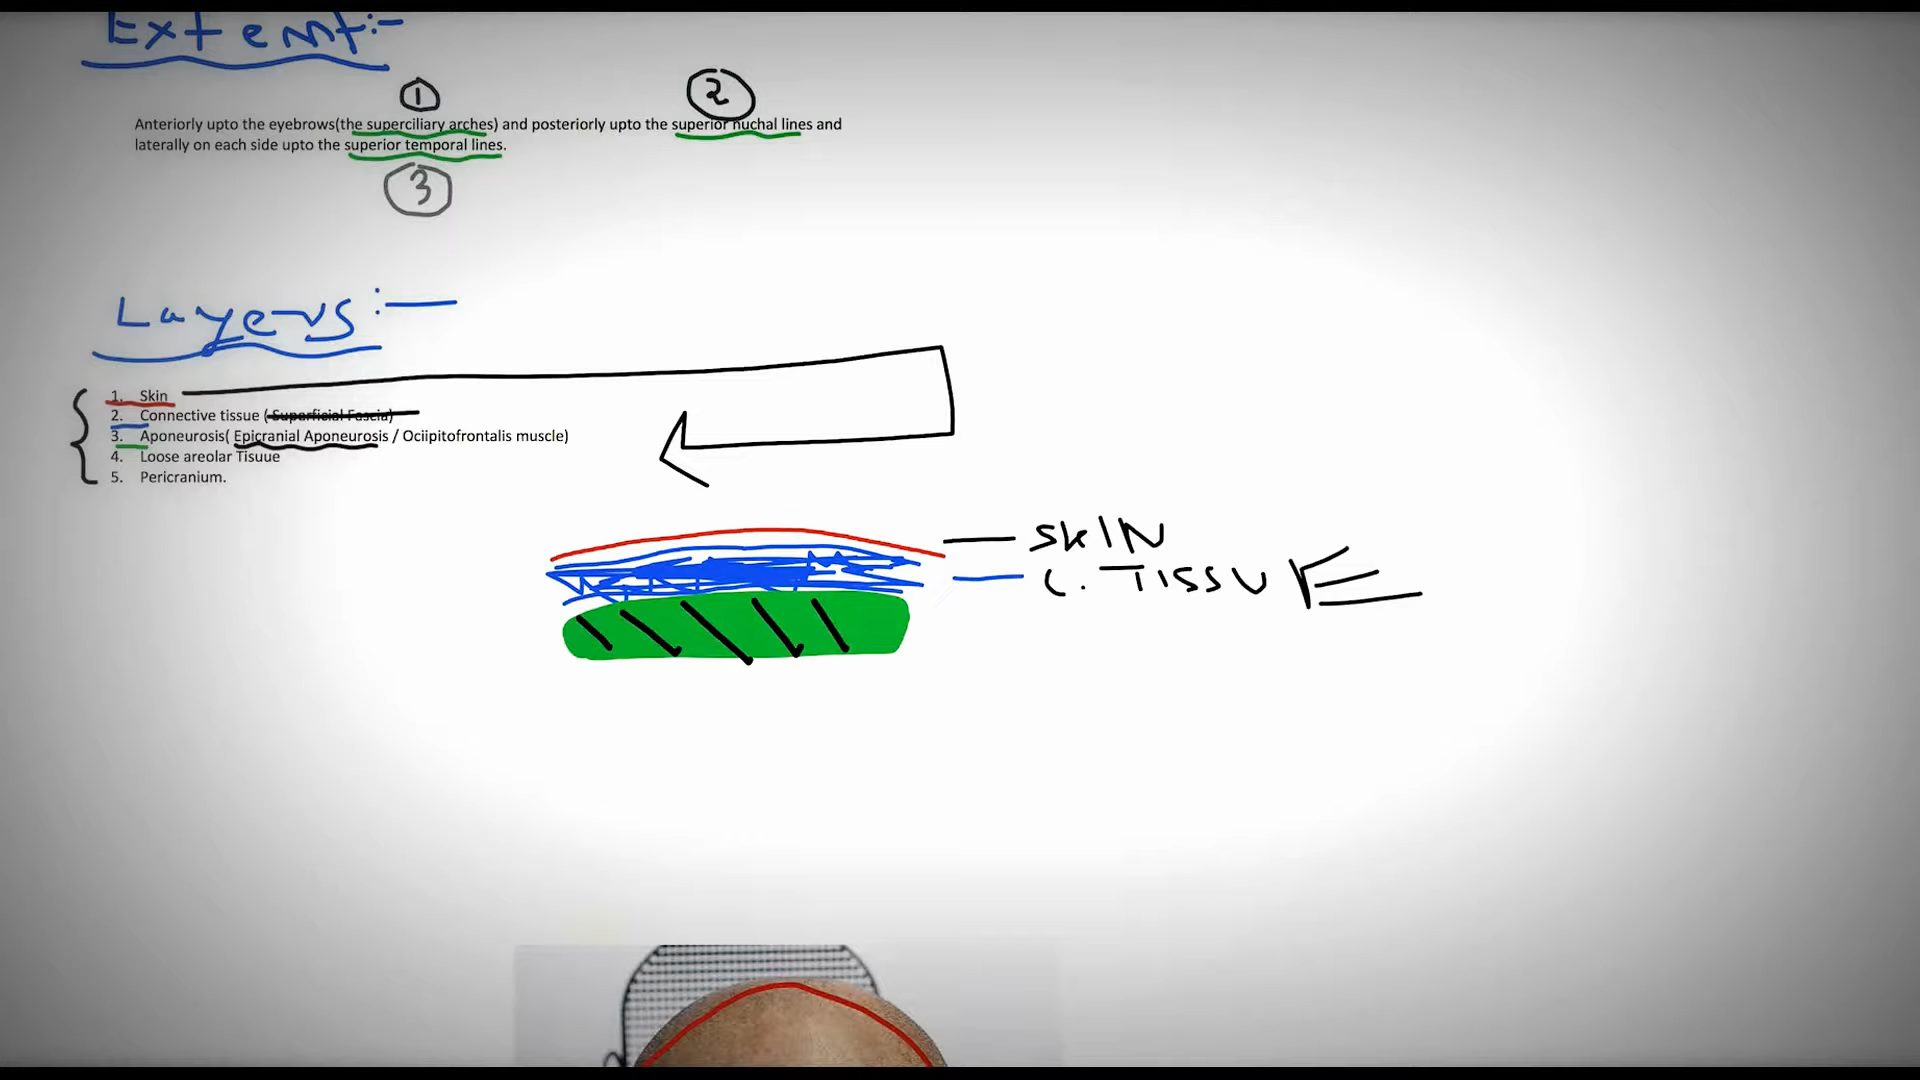 Extent:-
1
2
Anteriorly upto the eyebrows(the superciliary arches) and posteriorly upto the superior nuchal lines and
laterally on each side upto the superior temporal lines.
3
Layers:-
1. Skin
2. Connective tissue (Superficial Fascia)
3. Aponeurosis( Epicranial Aponeurosis / Ociipitofrontalis muscle)
4. Loose areolar Tisuue
5. Pericranium.
SKIN
C. TISSUE